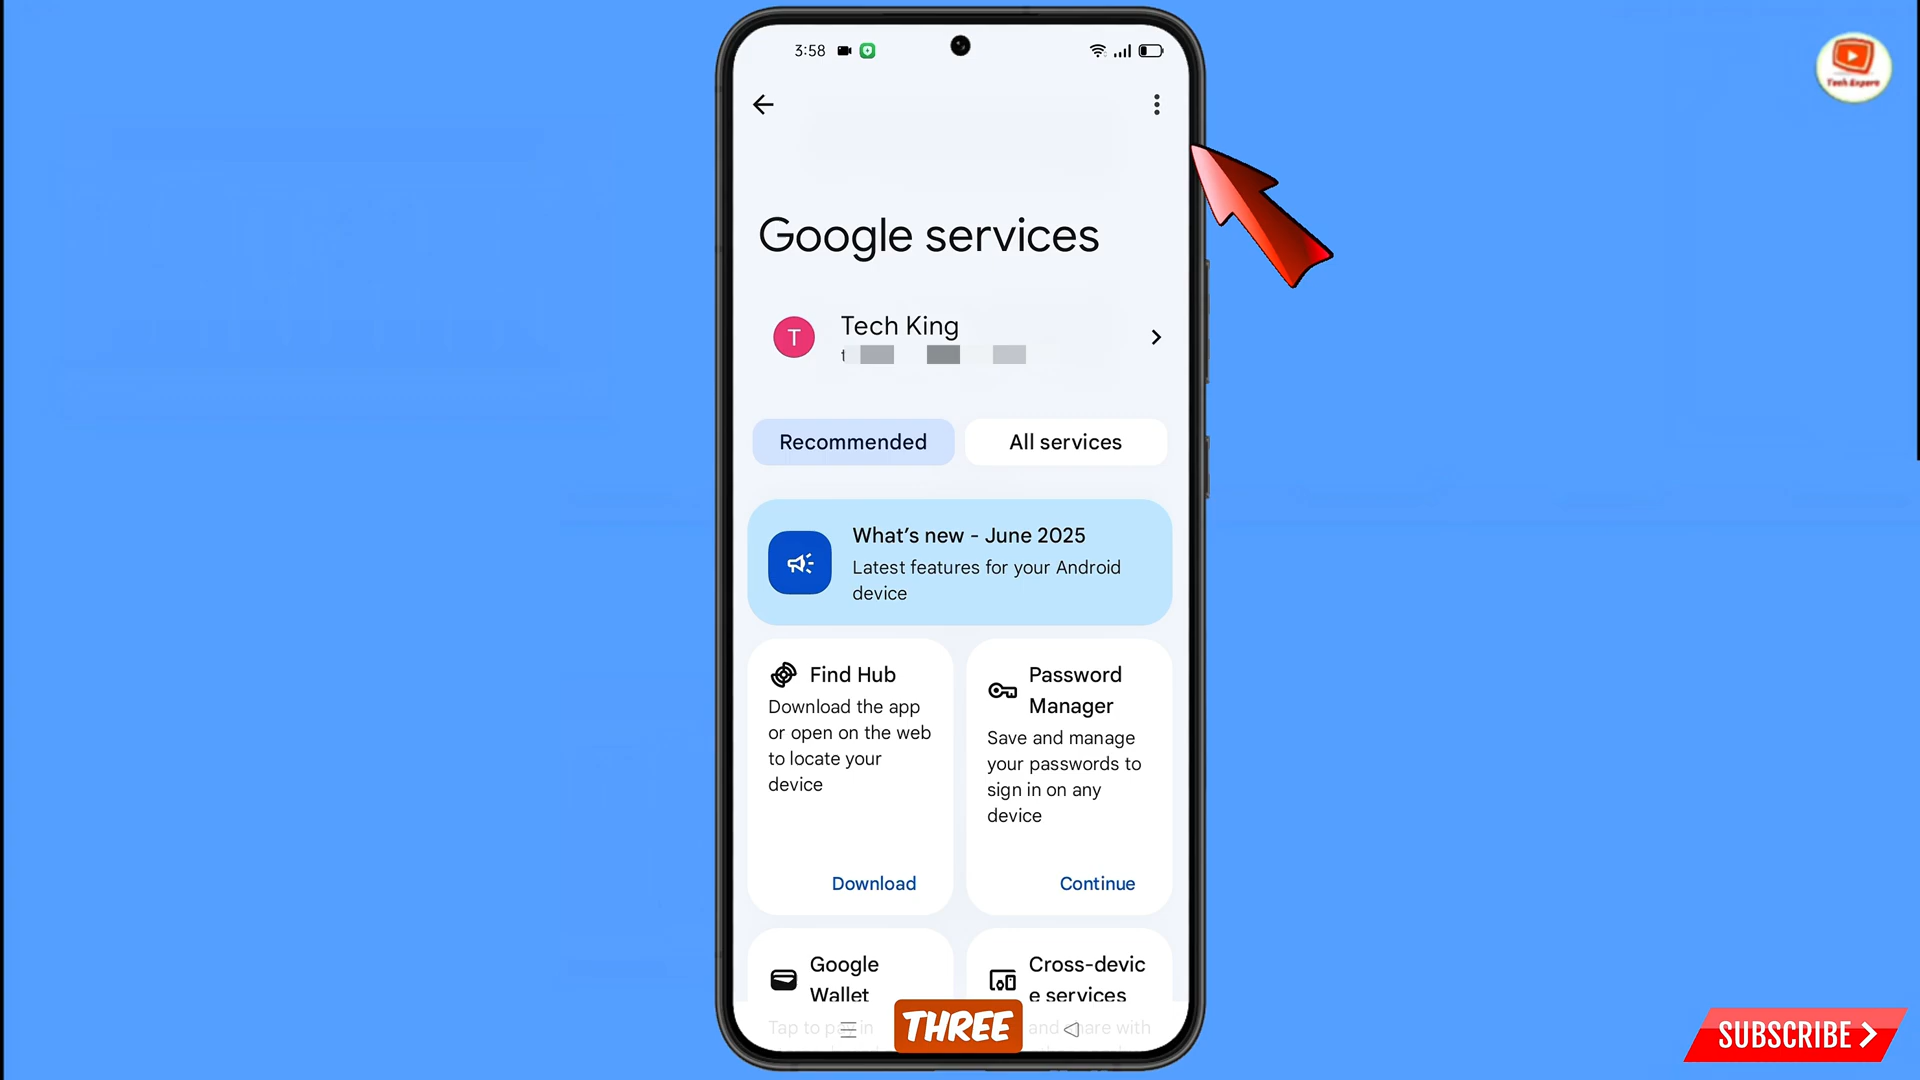 3:58
Tech Expert
Google services
T
Tech King
t
Recommended
All services
What's new - June 2025
Latest features for your Android
device
Find Hub
Download the app
or open on the web
to locate your
device
Download
Password
Manager
Save and manage
your passwords to
sign in on any
device
Continue
Google
Wallet
Cross-devic
e services
Tap to pay in
and share with
THREE
SUBSCRIBE